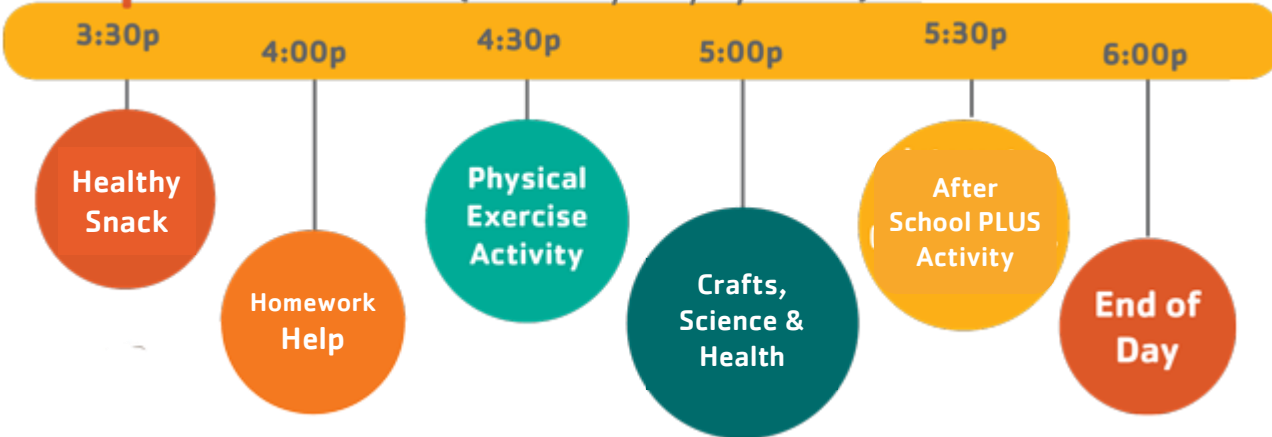 3:30p
4:00p
4:30p
5:00p
5:30p
6:00p
Healthy
Snack
Homework
Help
Physical
Exercise
Activity
Crafts,
Science &
Health
After
School PLUS
Activity
End of
Day